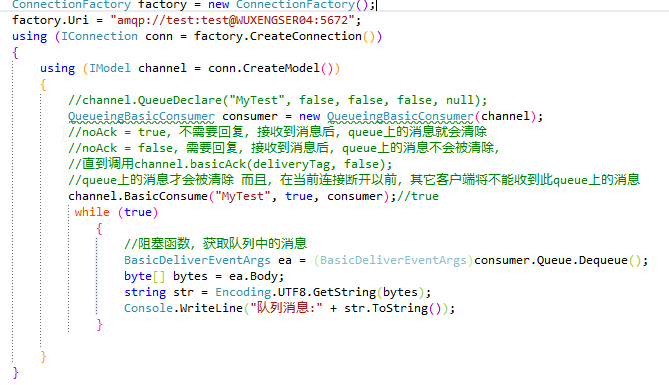 ConnectionFactory factory = new ConnectionFactory();
factory.Uri = "amqp://test:test@WUXENGSER04:5672";
using (IConnection conn = factory.CreateConnection())
{
using (IModel channel = conn.CreateModel())
{
//channel.QueueDeclare("MyTest", false, false, false, null);
QueueingBasicConsumer consumer = new QueueingBasicConsumer(channel);
//noAck = true，不需要回复，接收到消息后，queue上的消息就会清除
//noAck = false，需要回复，接收到消息后，queue上的消息不会被清除，
//直到调用channel.basicAck(deliveryTag, false);
//queue上的消息才会被清除 而且，在当前连接断开以前，其它客户端将不能收到此queue上的消息
channel.BasicConsume("MyTest", true, consumer);//true
while (true)
{
//阻塞函数，获取队列中的消息
BasicDeliverEventArgs ea = (BasicDeliverEventArgs)consumer.Queue.Dequeue();
byte[] bytes = ea.Body;
string str = Encoding.UTF8.GetString(bytes);
Console.WriteLine("队列消息:" + str.ToString());
}
}
}